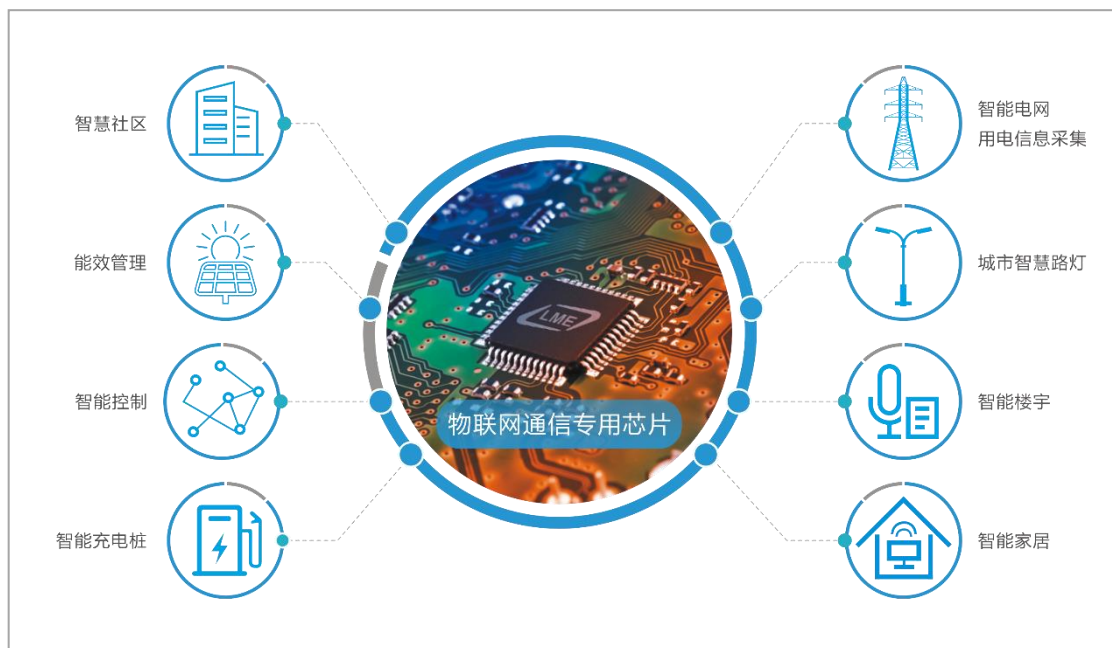 智慧社区
能效管理
智能控制
智能充电桩
LME
物联网通信专用芯片
智能电网
用电信息采集
城市智慧路灯
智能楼宇
智能家居